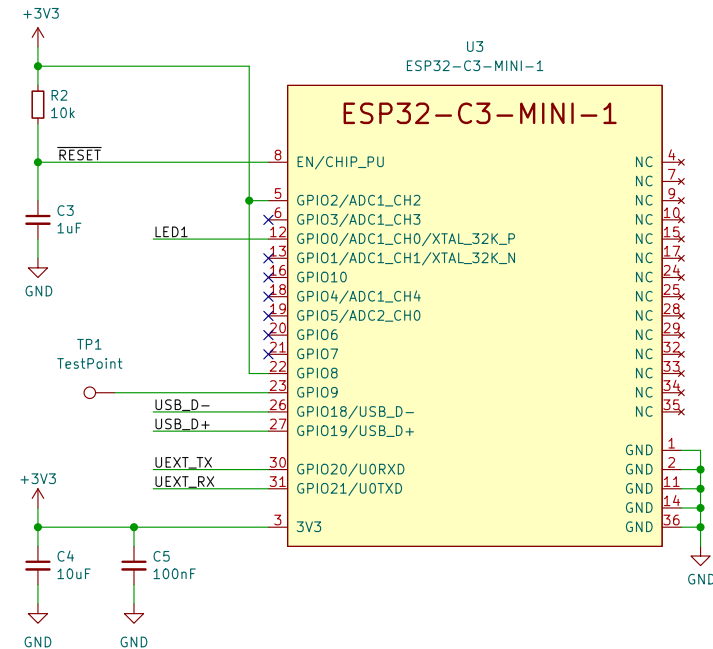 +3V3
R2
10k
RESET
C3
1uF
GND
LED1
TP1
TestPoint
USB_D-
USB_D+
UEXT_TX
UEXT_RX
+3V3
C4
10uF
C5
100nF
GND
GND
U3
ESP32-C3-MINI-1
ESP32-C3-MINI-1
8 EN/CHIP_PU
5 GPIO2/ADC1_CH2
6 GPIO3/ADC1_CH3
12 GPIO0/ADC1_CH0/XTAL_32K_P
13 GPIO1/ADC1_CH1/XTAL_32K_N
16 GPIO10
18 GPIO4/ADC1_CH4
19 GPIO5/ADC2_CH0
20 GPIO6
21 GPIO7
22 GPIO8
23 GPIO9
26 GPIO18/USB_D-
27 GPIO19/USB_D+
30 GPIO20/U0RXD
31 GPIO21/U0TXD
3 3V3
NC 4
NC 7
NC 9
NC 10
NC 15
NC 17
NC 24
NC 25
NC 28
NC 29
NC 32
NC 33
NC 34
NC 35
GND 1
GND 2
GND 11
GND 14
GND 36
GND